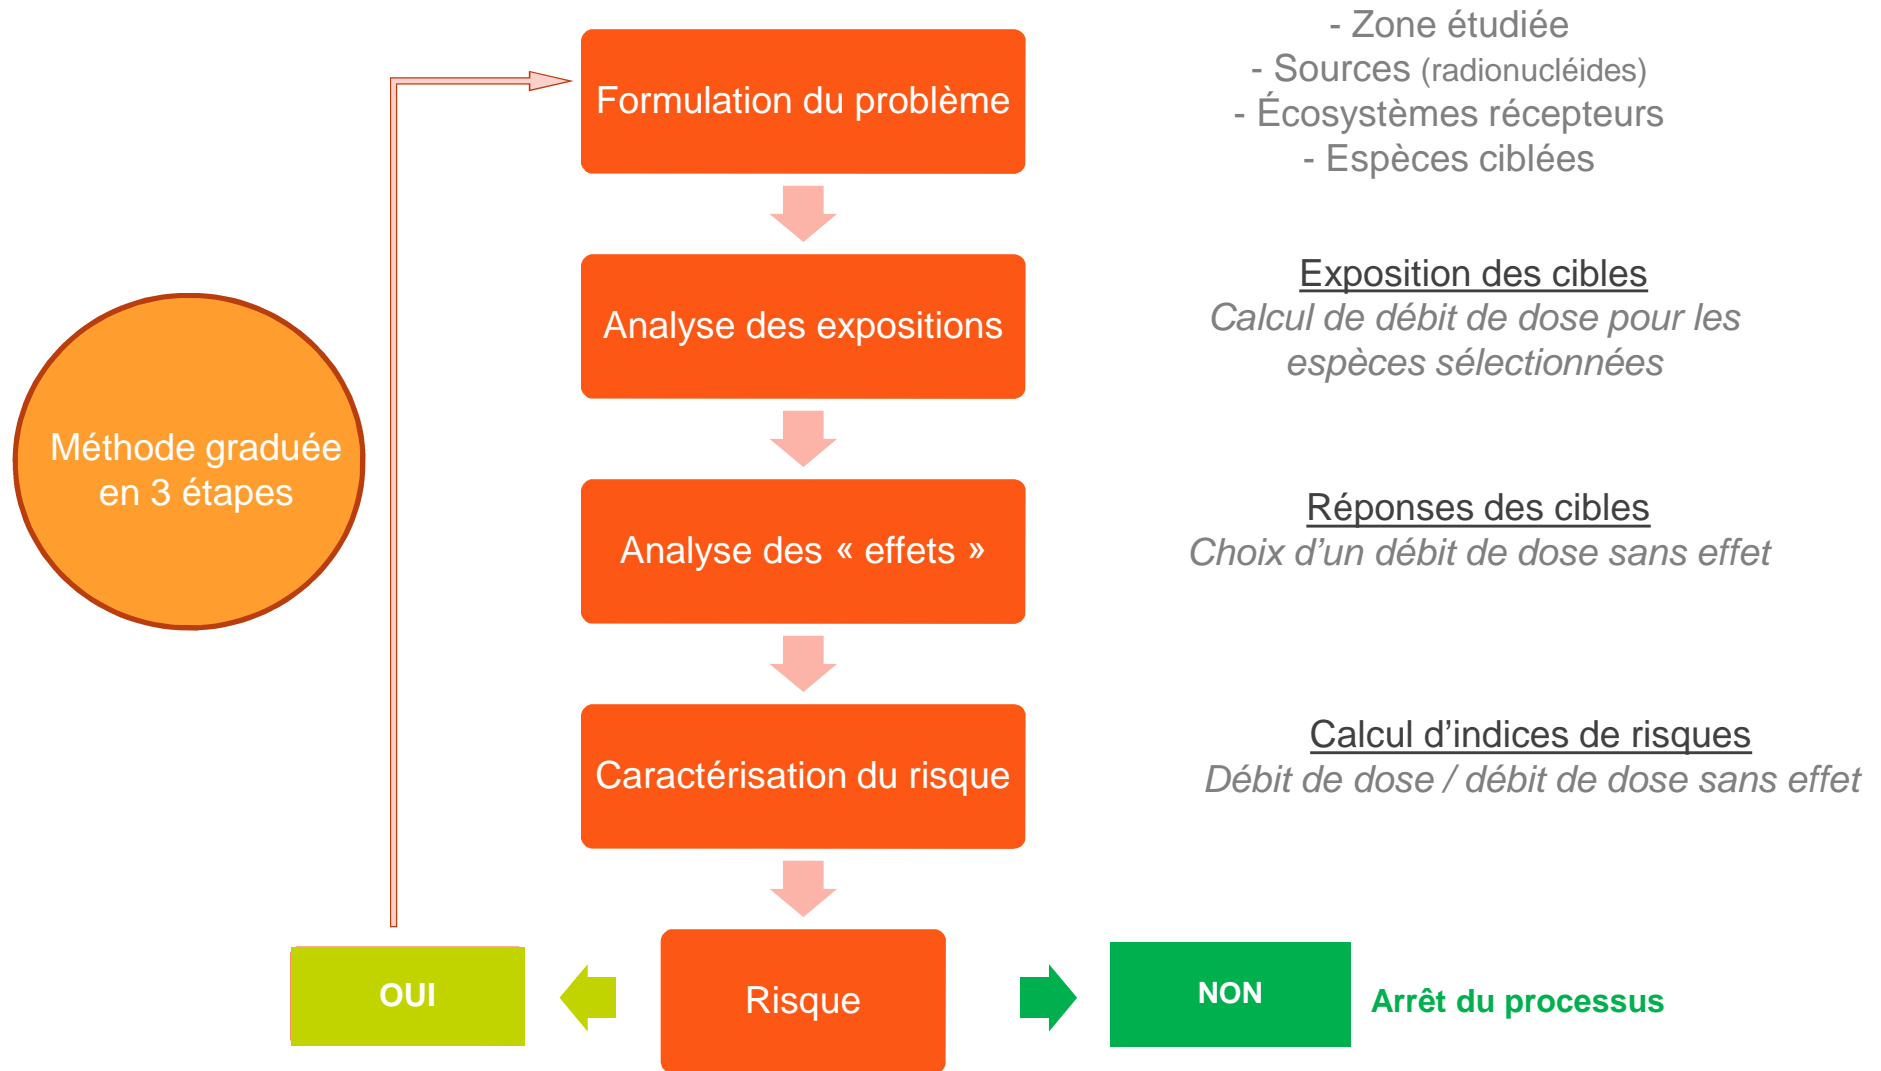 - Zone étudiée
- Sources (radionucléides)
- Écosystèmes récepteurs
- Espèces ciblées
Formulation du problème
Analyse des expositions
Exposition des cibles
Calcul de débit de dose pour les
espèces sélectionnées
Méthode graduée
en 3 étapes
Analyse des « effets »
Réponses des cibles
Choix d’un débit de dose sans effet
Caractérisation du risque
Calcul d’indices de risques
Débit de dose / débit de dose sans effet
OUI
Risque
NON
Arrêt du processus